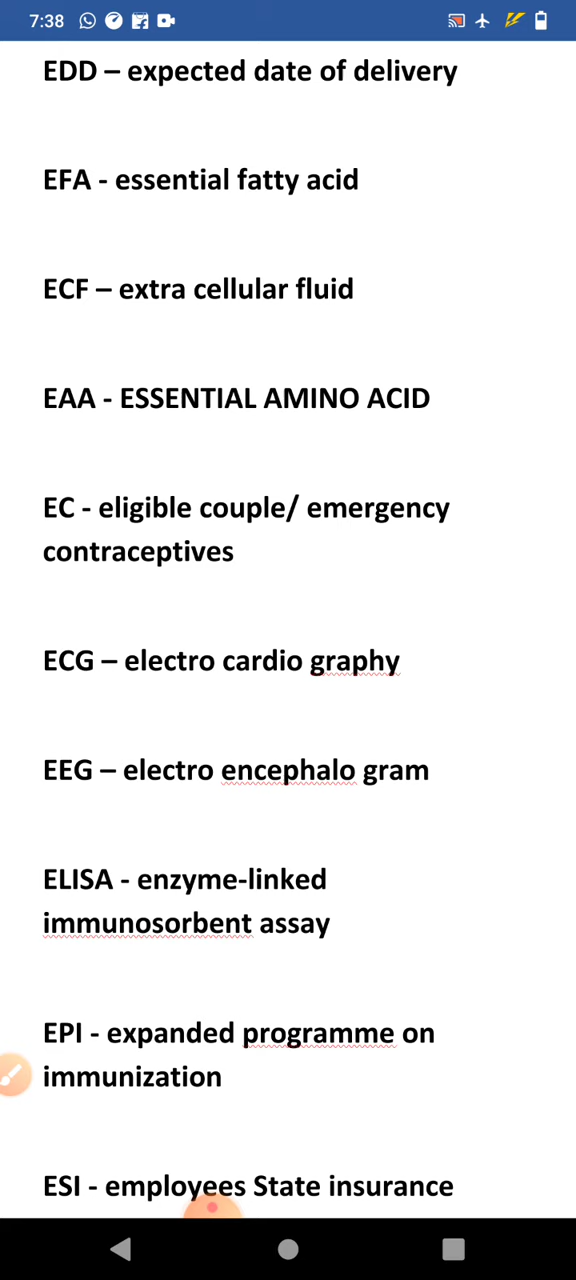 7:38
EDD – expected date of delivery
EFA - essential fatty acid
ECF – extra cellular fluid
EAA - ESSENTIAL AMINO ACID
EC - eligible couple/ emergency
contraceptives
ECG – electro cardio graphy
EEG – electro encephalo gram
ELISA - enzyme-linked
immunosorbent assay
EPI - expanded programme on
immunization
ESI - employees State insurance